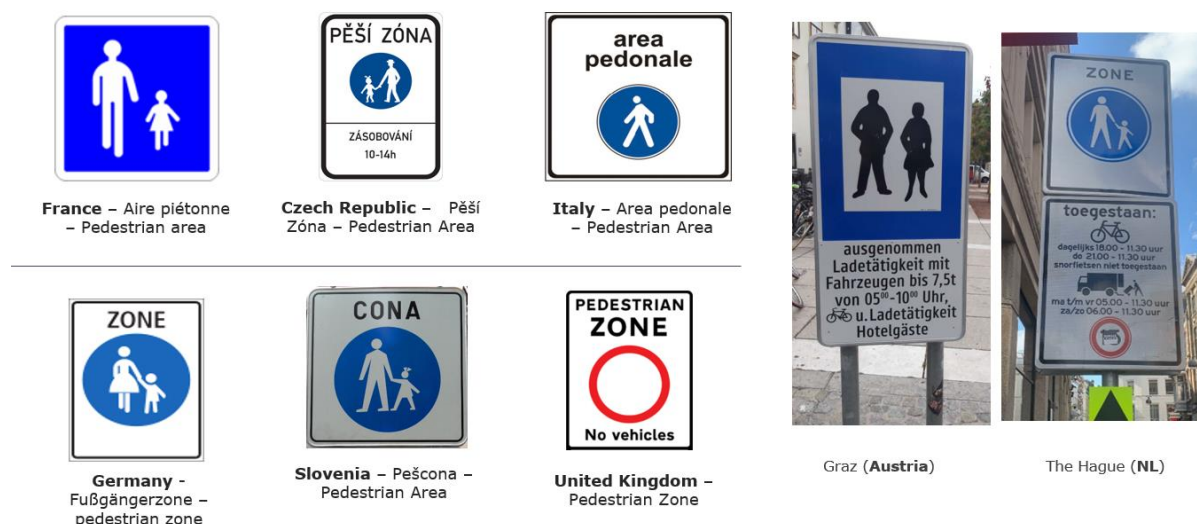 PĚŠÍ ZÓNA
ZÁSOBOVÁNÍ
10-14h
area
pedonale
France – Aire piétonne
– Pedestrian area
Czech Republic – Pěší
Zóna – Pedestrian Area
Italy – Area pedonale
– Pedestrian Area
ZONE
CONA
PEDESTRIAN
ZONE
No vehicles
Germany -
Fußgängerzone –
pedestrian zone
Slovenia – Pešcona –
Pedestrian Area
United Kingdom –
Pedestrian Zone
ausgenommen
Ladetätigkeit mit
Fahrzeugen bis 7,5t
von 05⁰⁰-10⁰⁰ Uhr,
u. Ladetätigkeit
Hotelgäste
Graz (Austria)
ZONE
toegestaan:
dagelijks 18.00 - 11.30 uur
do 21.00 - 11.30 uur
snorfietsen niet toegestaan
ma t/m vr 05.00 - 11.30 uur
za/zo 06.00 - 11.30 uur
The Hague (NL)